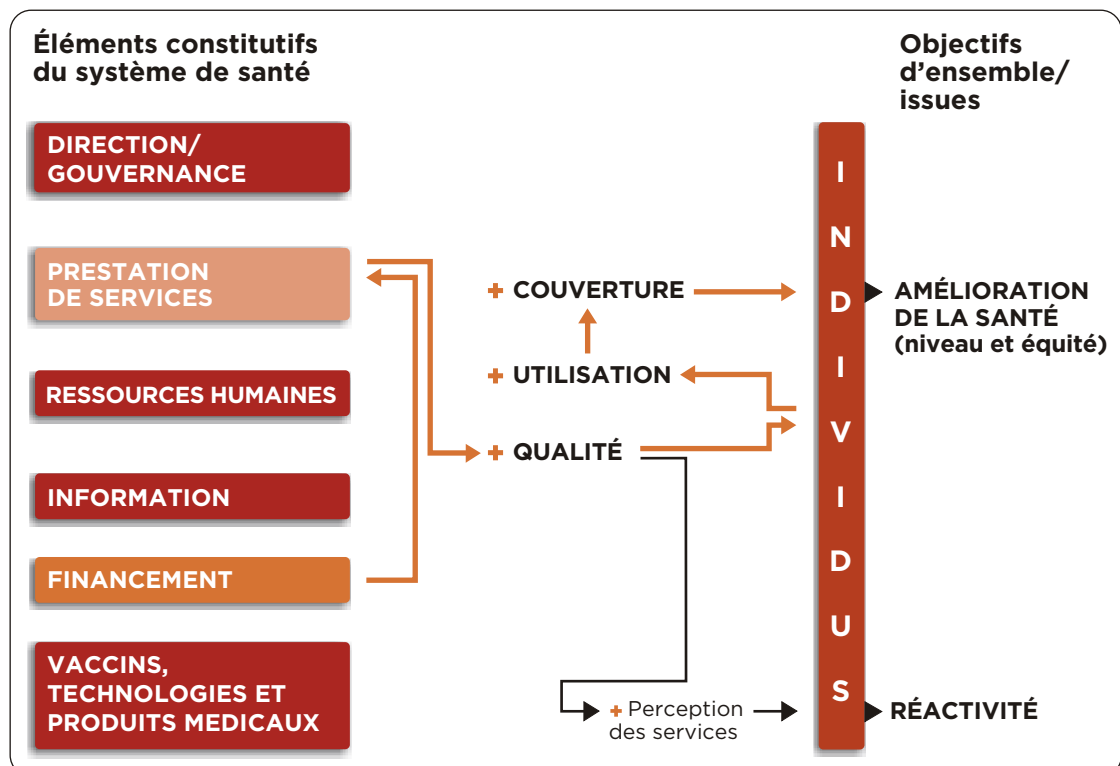 Éléments constitutifs
du système de santé
DIRECTION/
GOUVERNANCE
PRESTATION
DE SERVICES
RESSOURCES HUMAINES
INFORMATION
FINANCEMENT
VACCINS,
TECHNOLOGIES ET
PRODUITS MEDICAUX
+ COUVERTURE
+ UTILISATION
+ QUALITÉ
+ Perception
des services
I
N
D
I
V
I
D
U
S
Objectifs
d'ensemble/
issues
AMÉLIORATION
DE LA SANTÉ
(niveau et équité)
RÉACTIVITÉ